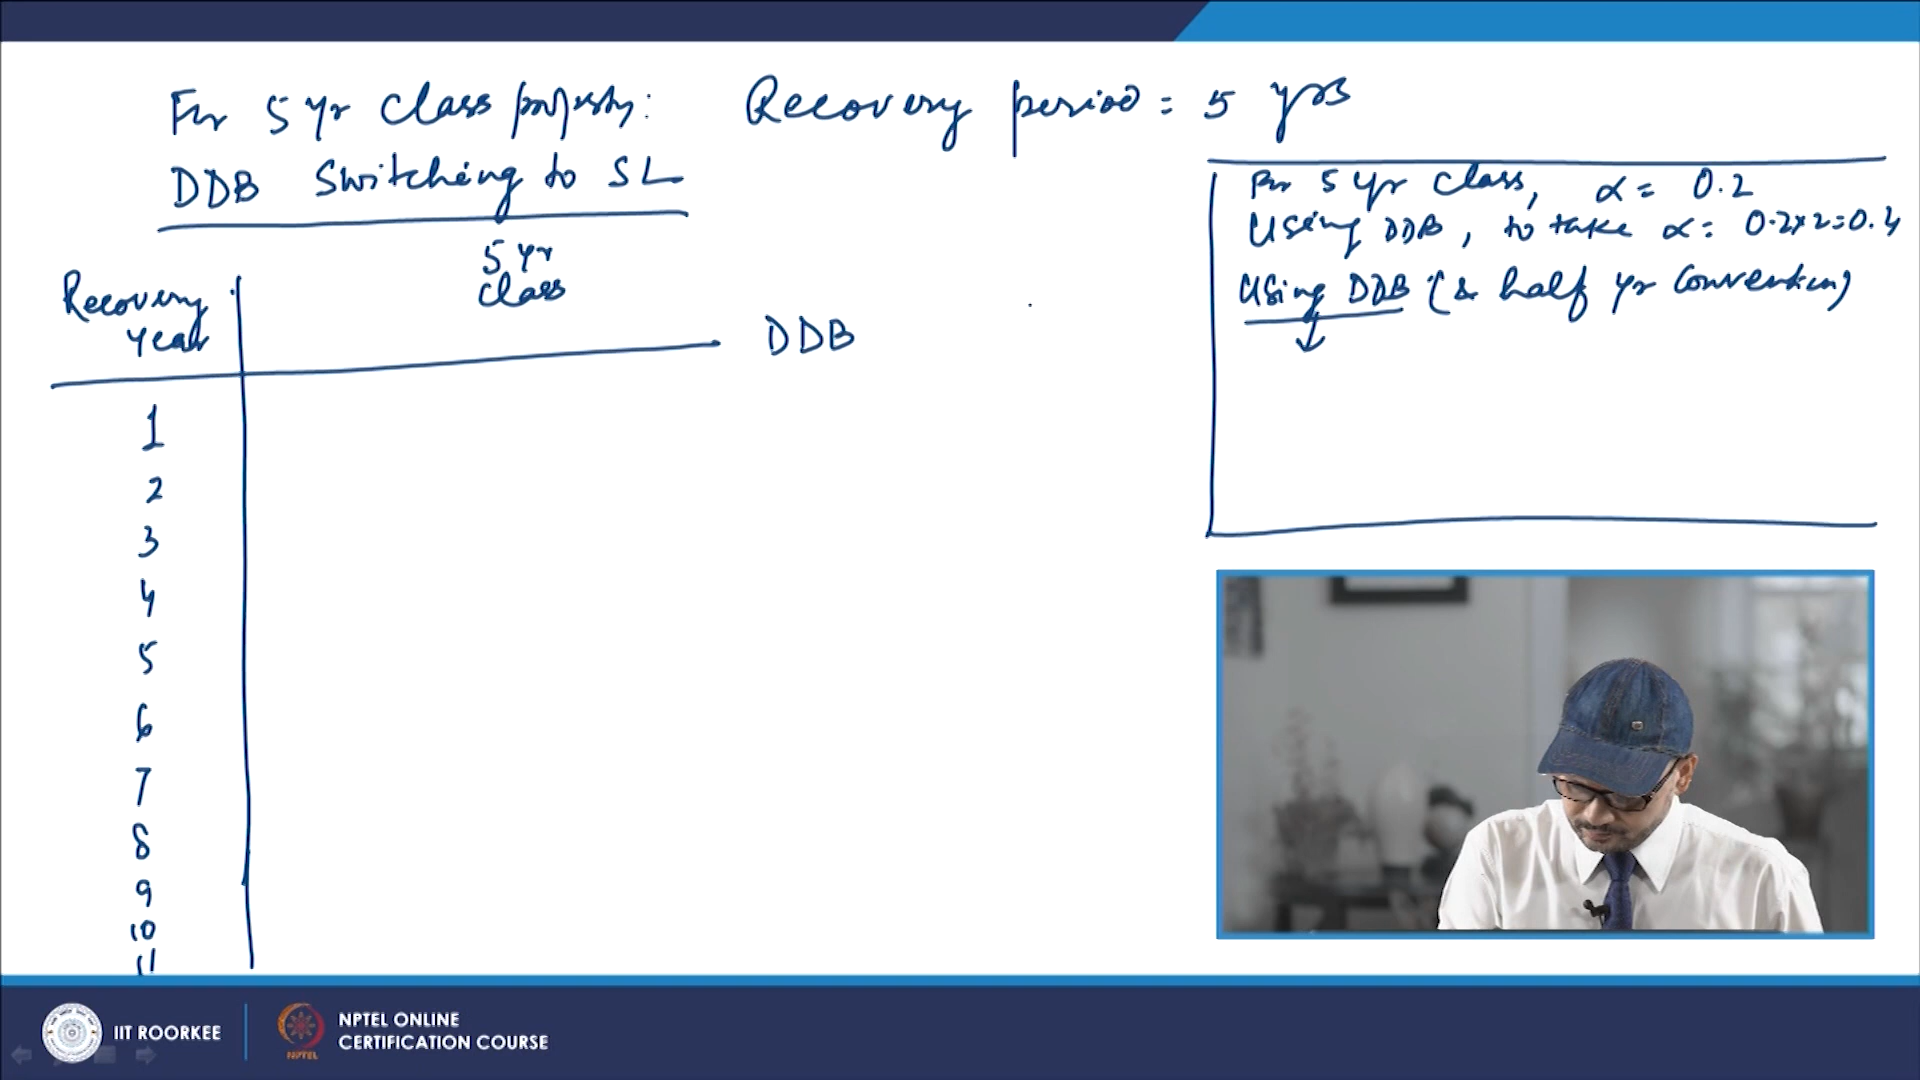 For 5 yr class property: Recovery period = 5 yrs
DDB Switching to SL
For 5 yr class, α = 0.2
Using DDB, to take α = 0.2×2=0.4
Using DDB (& half yr convention)
Recovery year
5 yr class
DDB
1
2
3
4
5
6
7
8
9
10
11
IIT ROORKEE
NPTEL
NPTEL ONLINE
CERTIFICATION COURSE